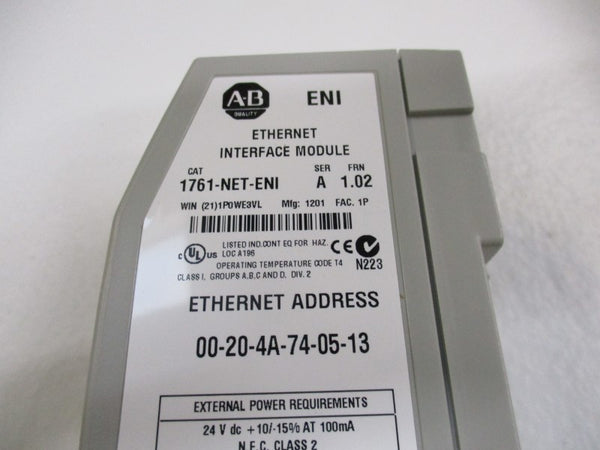 A-B
QUALITY
ENI
ETHERNET
INTERFACE MODULE
CAT SER FRN
1761-NET-ENI A 1.02
WIN (21)1P0WE3VL Mfg: 1201 FAC. 1P
c UL US LISTED IND.CONT EQ FOR HAZ. CE
LOC A196
OPERATING TEMPERATURE CODE T4 N223
CLASS I, GROUPS A,B,C AND D, DIV. 2
ETHERNET ADDRESS
00-20-4A-74-05-13
EXTERNAL POWER REQUIREMENTS
24 V dc +10/-15% AT 100mA
N.E.C. CLASS 2